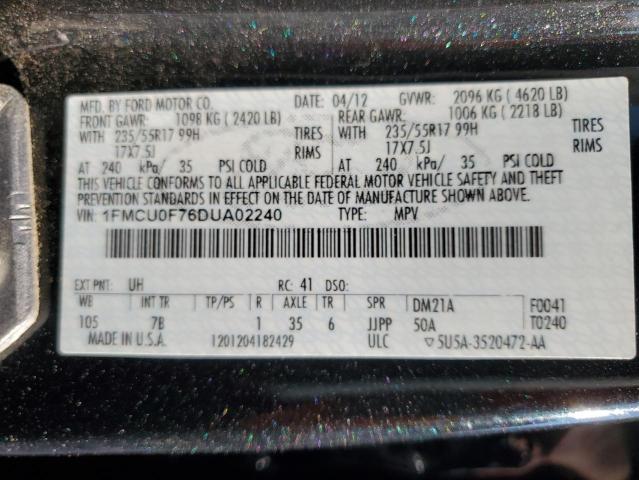 MFD. BY FORD MOTOR CO. DATE: 04/12 GVWR: 2096 KG ( 4620 LB)
FRONT GAWR: 1098 KG ( 2420 LB) REAR GAWR: 1006 KG ( 2218 LB)
WITH 235/55R17 99H TIRES WITH 235/55R17 99H TIRES
17X7.5J RIMS 17X7.5J RIMS
AT 240 kPa/ 35 PSI COLD AT 240 kPa/ 35 PSI COLD
THIS VEHICLE CONFORMS TO ALL APPLICABLE FEDERAL MOTOR VEHICLE SAFETY AND THEFT
PREVENTION STANDARDS IN EFFECT ON THE DATE OF MANUFACTURE SHOWN ABOVE.
VIN: 1FMCU0F76DUA02240 TYPE: MPV
EXT PNT: UH RC: 41 DSO:
WB INT TR TP/PS R AXLE TR SPR DM21A F0041
105 7B 1 35 6 JJPP 50A T0240
MADE IN U.S.A. 1201204182429 ULC ▽5U5A-3520472-AA